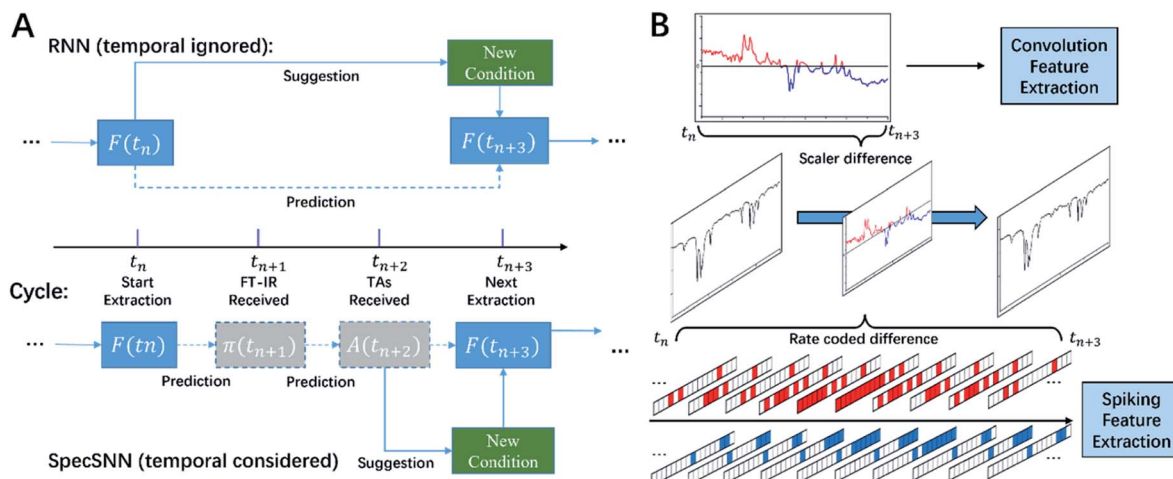 A
RNN (temporal ignored):
New
Condition
Suggestion
...
F(t_n)
F(t_{n+3})
...
Prediction
t_n
t_{n+1}
t_{n+2}
t_{n+3}
Cycle:
Start
Extraction
FT-IR
Received
TAs
Received
Next
Extraction
...
F(tn)
π(t_{n+1})
A(t_{n+2})
F(t_{n+3})
...
Prediction
Prediction
New
Condition
SpecSNN (temporal considered)
Suggestion
B
0
Convolution
Feature
Extraction
t_n
t_{n+3}
Scaler difference
t_n
t_{n+3}
Rate coded difference
...
...
Spiking
Feature
Extraction
...
...